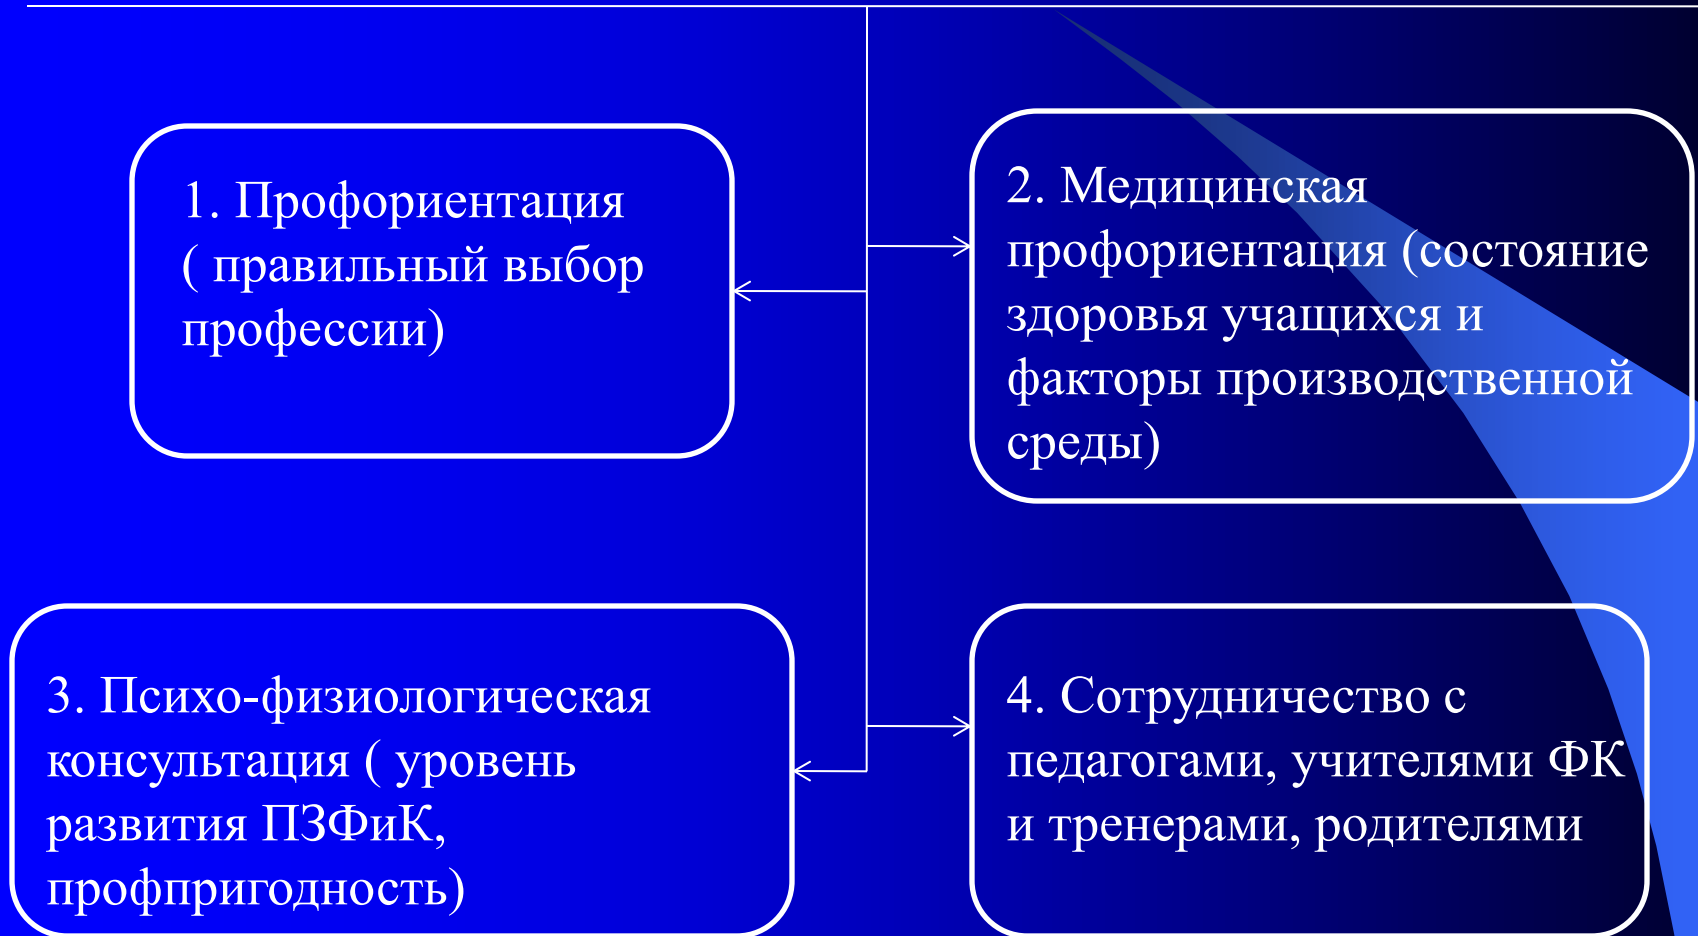 1. Профориентация
( правильный выбор
профессии)
2. Медицинская
профориентация (состояние
здоровья учащихся и
факторы производственной
среды)
3. Психо-физиологическая
консультация ( уровень
развития ПЗФиК,
профпригодность)
4. Сотрудничество с
педагогами, учителями ФК
и тренерами, родителями